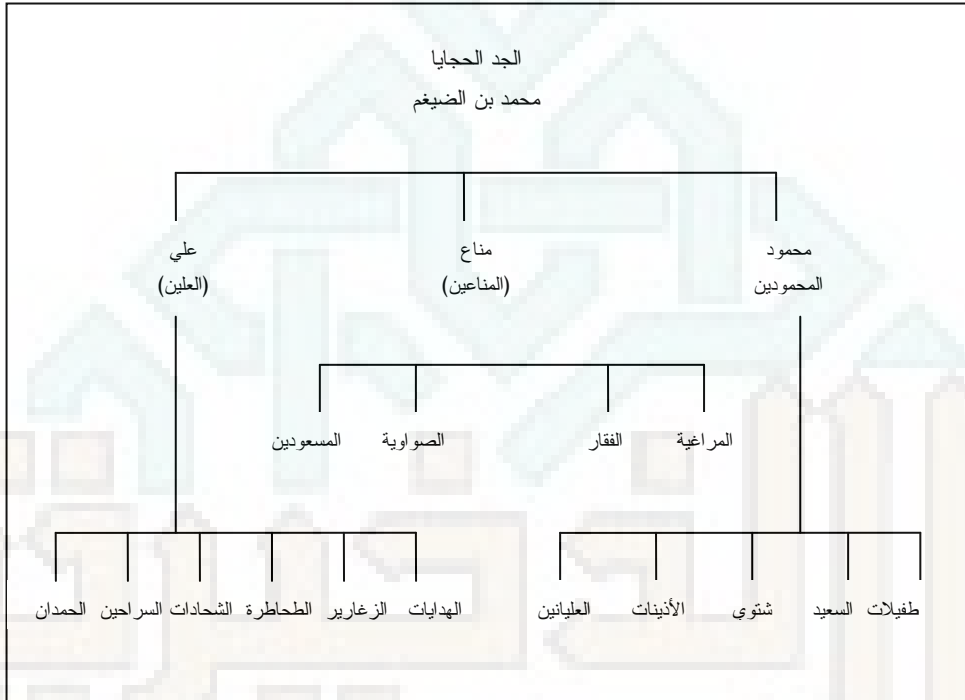 الجد الحجايا
محمد بن الضيغم
محمود
المحمودين
مناع
(المناعين)
علي
(العلين)
المراغية
الفقار
الصواوية
المسعودين
طفيلات
السعيد
شتوي
الأذينات
العليانين
الهدايات
الزغارير
الطحاطرة
الشحادات
السراحين
الحمدان